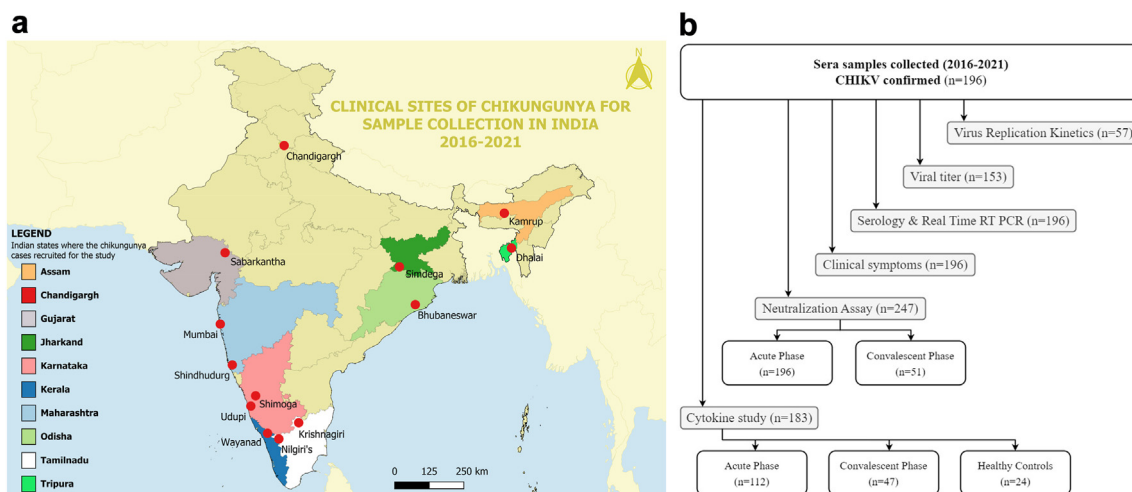 a
N
CLINICAL SITES OF CHIKUNGUNYA FOR
SAMPLE COLLECTION IN INDIA
2016-2021
Chandigargh
Kamrup
Dhalai
Sabarkantha
Simdega
Bhubaneswar
Mumbai
Shindhudurg
Shimoga
Udupi
Krishnagiri
Wayanad
Nilgiri's
LEGEND
Indian states where the chikungunya
cases recruited for the study
Assam
Chandigargh
Gujarat
Jharkand
Karnataka
Kerala
Maharashtra
Odisha
Tamilnadu
Tripura
0 125 250 km
b
Sera samples collected (2016-2021)
CHIKV confirmed (n=196)
Virus Replication Kinetics (n=57)
Viral titer (n=153)
Serology & Real Time RT PCR (n=196)
Clinical symptoms (n=196)
Neutralization Assay (n=247)
Acute Phase
(n=196)
Convalescent Phase
(n=51)
Cytokine study (n=183)
Acute Phase
(n=112)
Convalescent Phase
(n=47)
Healthy Controls
(n=24)